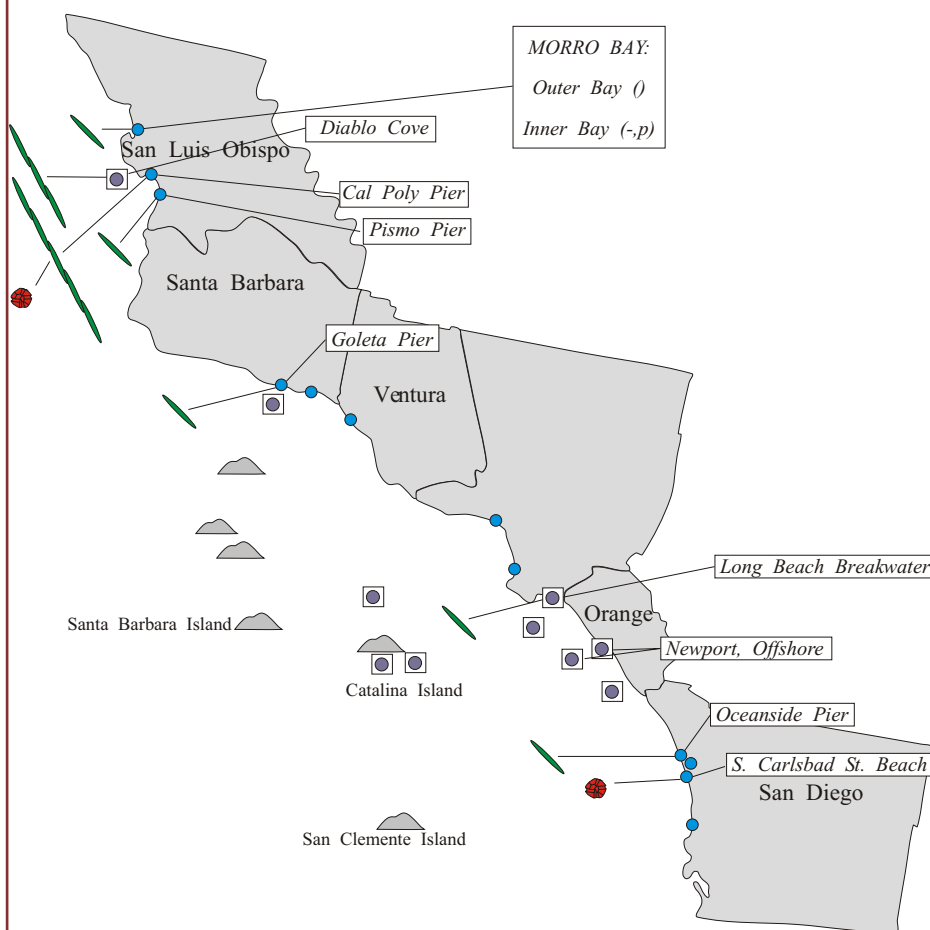 MORRO BAY:
Outer Bay ()
Inner Bay (-,p)
Diablo Cove
San Luis Obispo
Cal Poly Pier
Pismo Pier
Santa Barbara
Goleta Pier
Ventura
Long Beach Breakwater
Orange
Santa Barbara Island
Newport, Offshore
Catalina Island
Oceanside Pier
S. Carlsbad St. Beach
San Diego
San Clemente Island